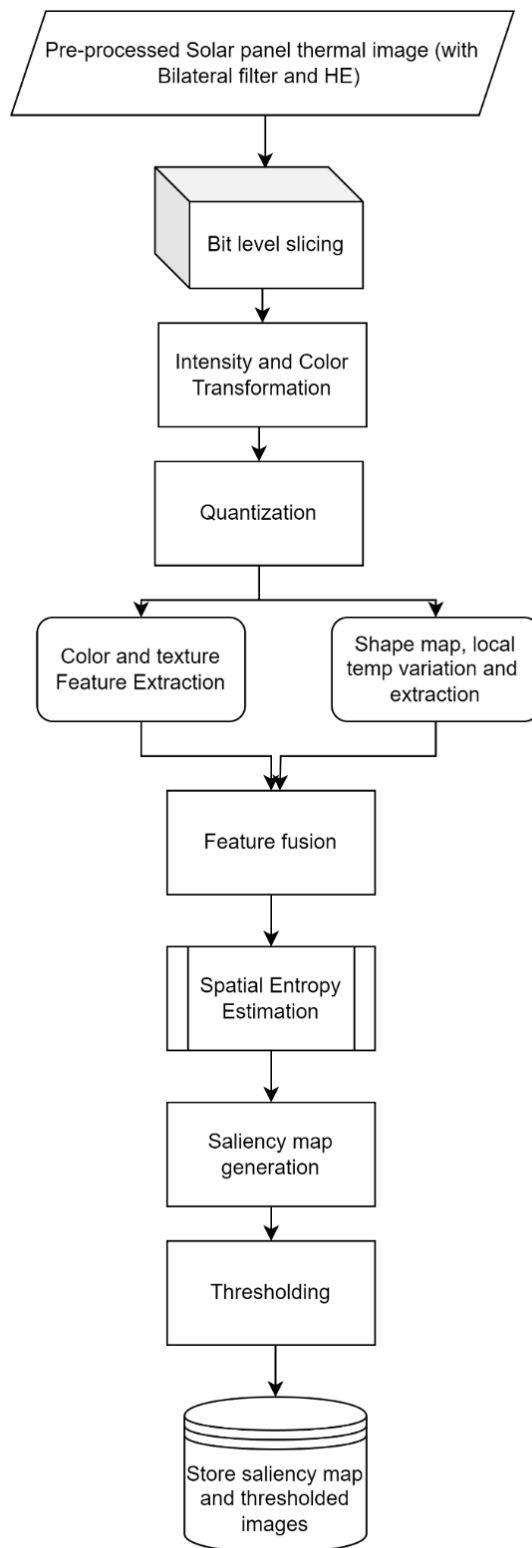 Pre-processed Solar panel thermal image (with
Bilateral filter and HE)
Bit level slicing
Intensity and Color
Transformation
Quantization
Color and texture
Feature Extraction
Shape map, local
temp variation and
extraction
Feature fusion
Spatial Entropy
Estimation
Saliency map
generation
Thresholding
Store saliency map
and thresholded
images